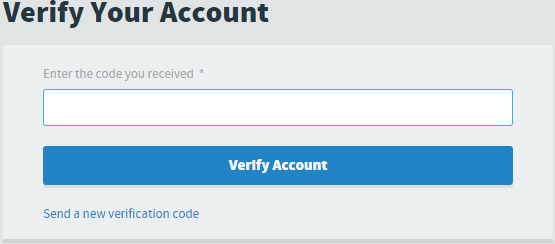 Verify Your Account
Enter the code you received *
Verify Account
Send a new verification code